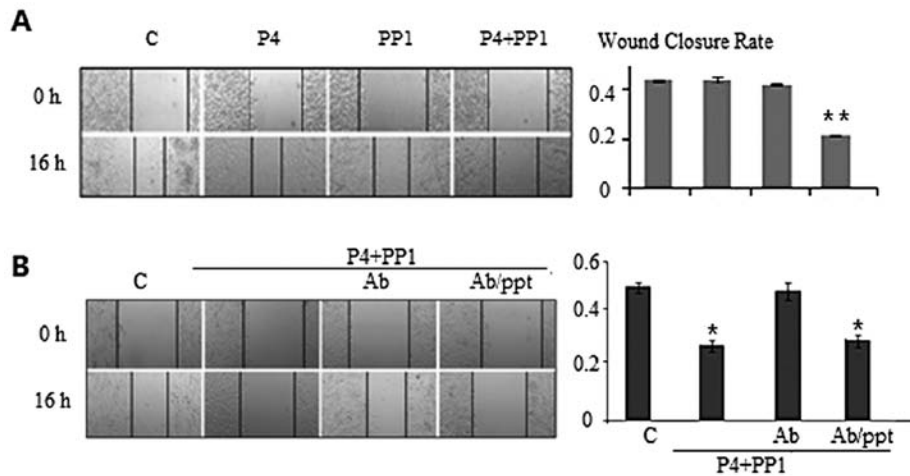 A
C P4 PP1 P4+PP1
0 h
16 h
Wound Closure Rate
0.4
0.2
0
**
B
P4+PP1
C Ab Ab/ppt
0 h
16 h
0.6
0.4
0.2
0
* *
C Ab Ab/ppt
P4+PP1